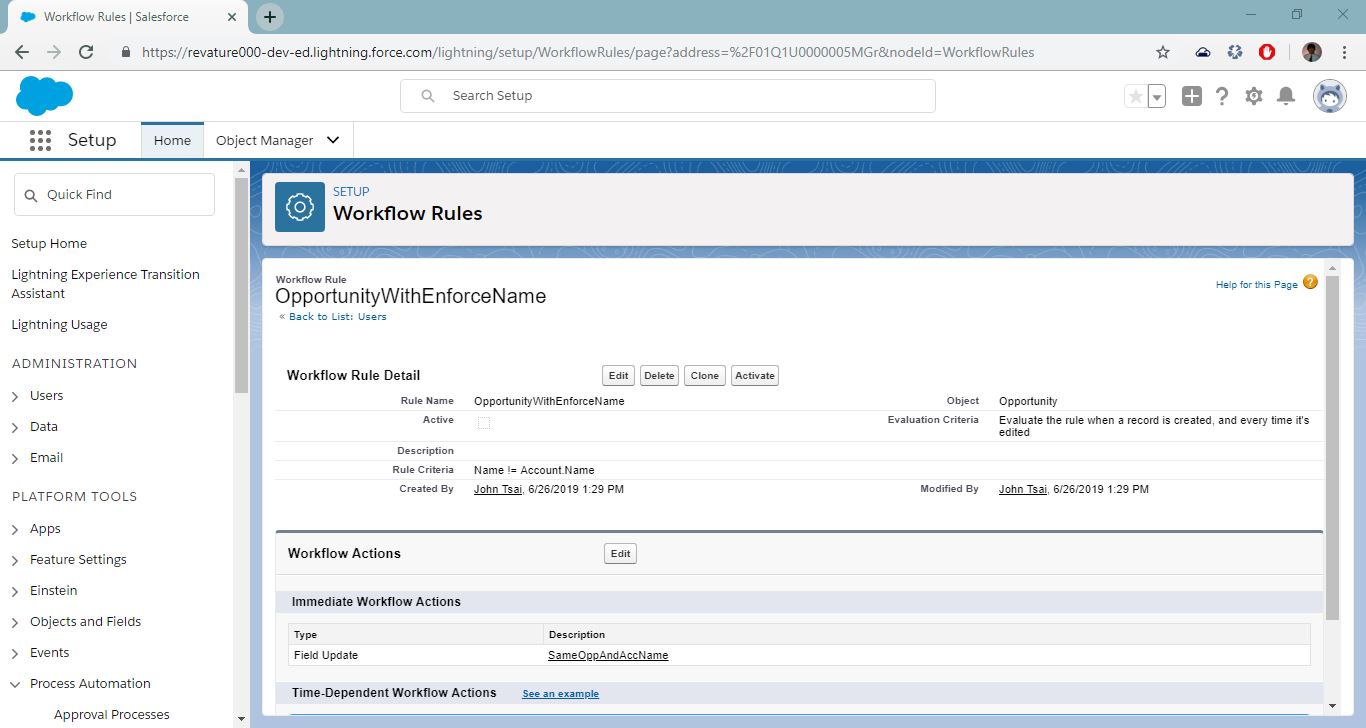 Workflow Rules | Salesforce
https://revature000-dev-ed.lightning.force.com/lightning/setup/WorkflowRules/page?address=%2F01Q1U0000005MGr&nodeId=WorkflowRules
Search Setup
Setup
Home
Object Manager
Quick Find
Setup Home
Lightning Experience Transition
Assistant
Lightning Usage
ADMINISTRATION
Users
Data
Email
PLATFORM TOOLS
Apps
Feature Settings
Einstein
Objects and Fields
Events
Process Automation
Approval Processes
SETUP
Workflow Rules
Workflow Rule
OpportunityWithEnforceName
« Back to List: Users
Help for this Page ?
Workflow Rule Detail Edit Delete Clone Activate
Rule Name OpportunityWithEnforceName Object Opportunity
Active Evaluation Criteria Evaluate the rule when a record is created, and every time it's
edited
Description
Rule Criteria Name != Account.Name
Created By John Tsai, 6/26/2019 1:29 PM Modified By John Tsai, 6/26/2019 1:29 PM
Workflow Actions Edit
Immediate Workflow Actions
Type Description
Field Update SameOppAndAccName
Time-Dependent Workflow Actions See an example